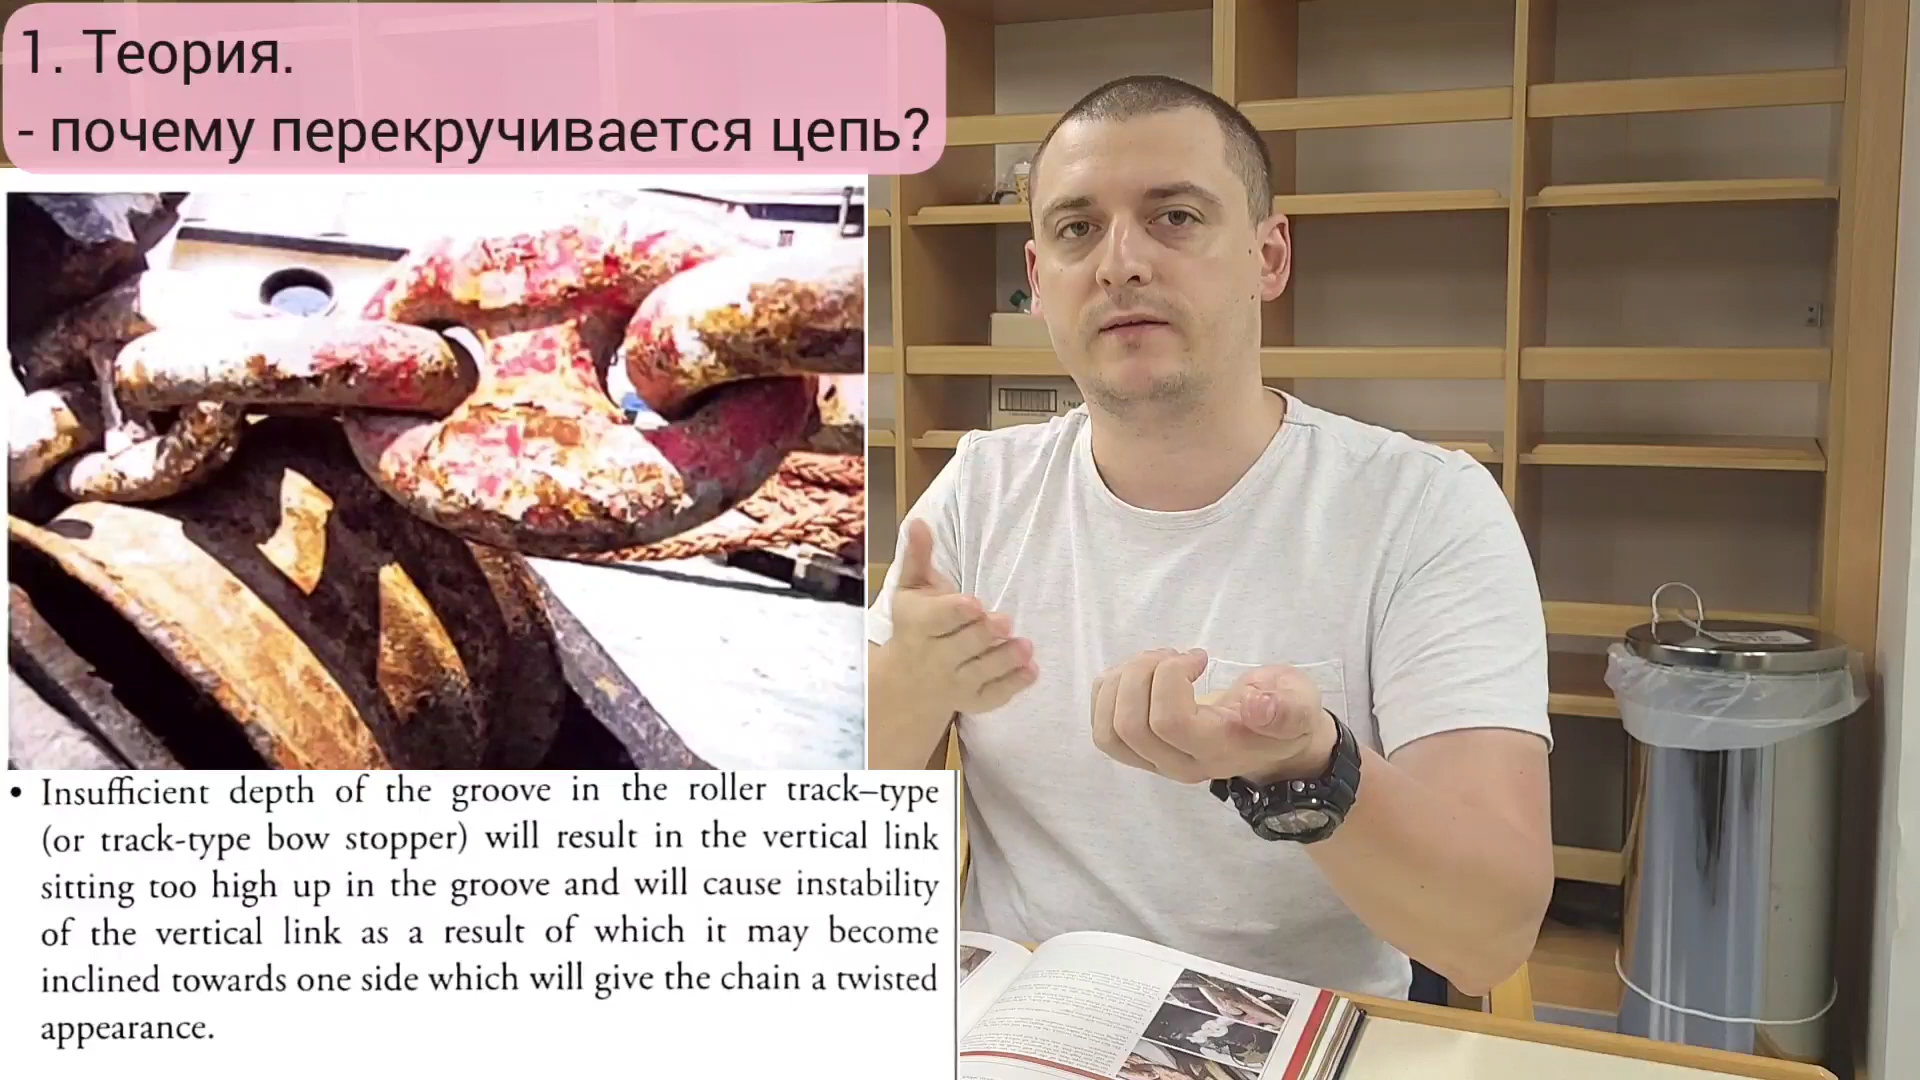 1. Теория.
- почему перекручивается цепь?
• Insufficient depth of the groove in the roller track–type
(or track-type bow stopper) will result in the vertical link
sitting too high up in the groove and will cause instability
of the vertical link as a result of which it may become
inclined towards one side which will give the chain a twisted
appearance.